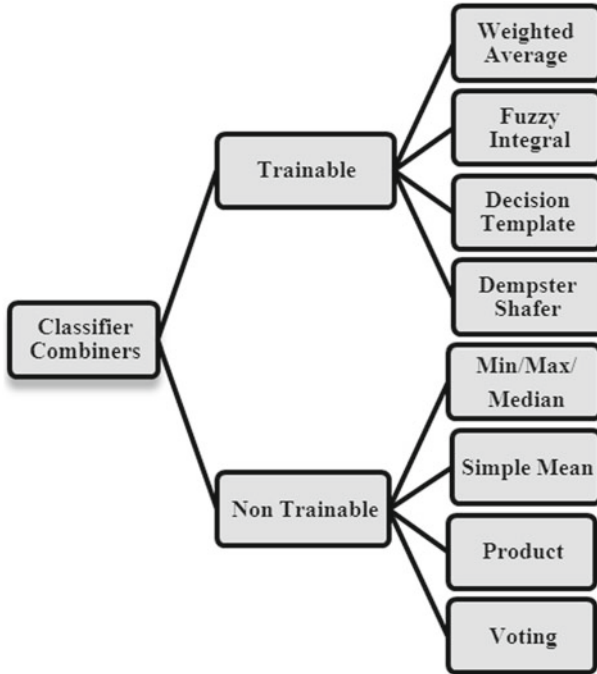 Classifier
Combiners
Trainable
Weighted
Average
Fuzzy
Integral
Decision
Template
Dempster
Shafer
Non Trainable
Min/Max/
Median
Simple Mean
Product
Voting